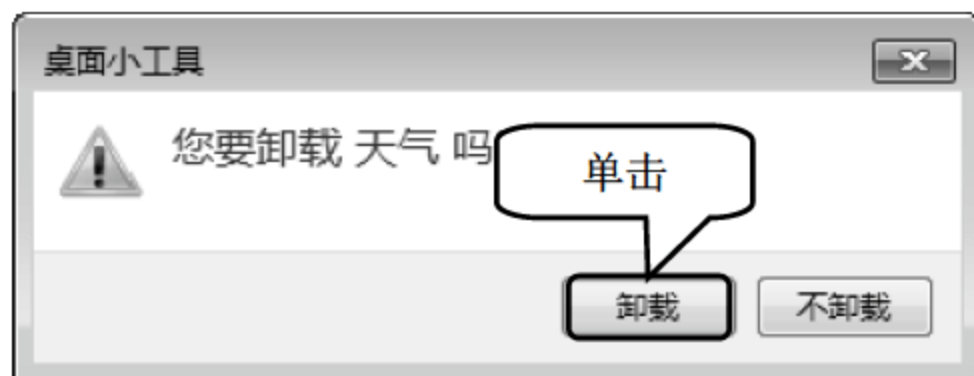 桌面小工具
您要卸载 天气 吗
单击
卸载
不卸载